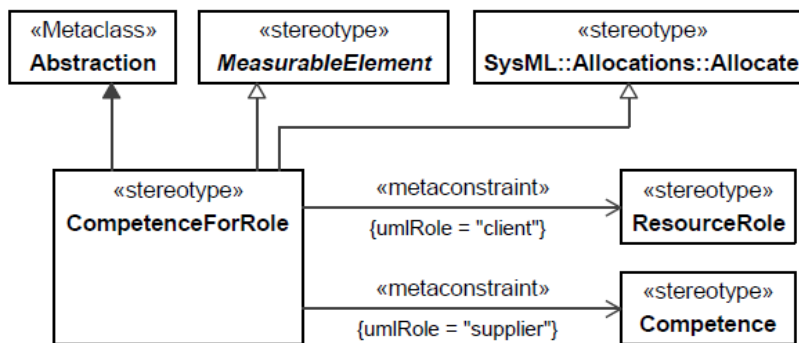 «Metaclass»
Abstraction
«stereotype»
MeasurableElement
«stereotype»
SysML::Allocations::Allocate
«stereotype»
CompetenceForRole
«metaconstraint»
{umlRole = "client"}
«stereotype»
ResourceRole
«metaconstraint»
{umlRole = "supplier"}
«stereotype»
Competence